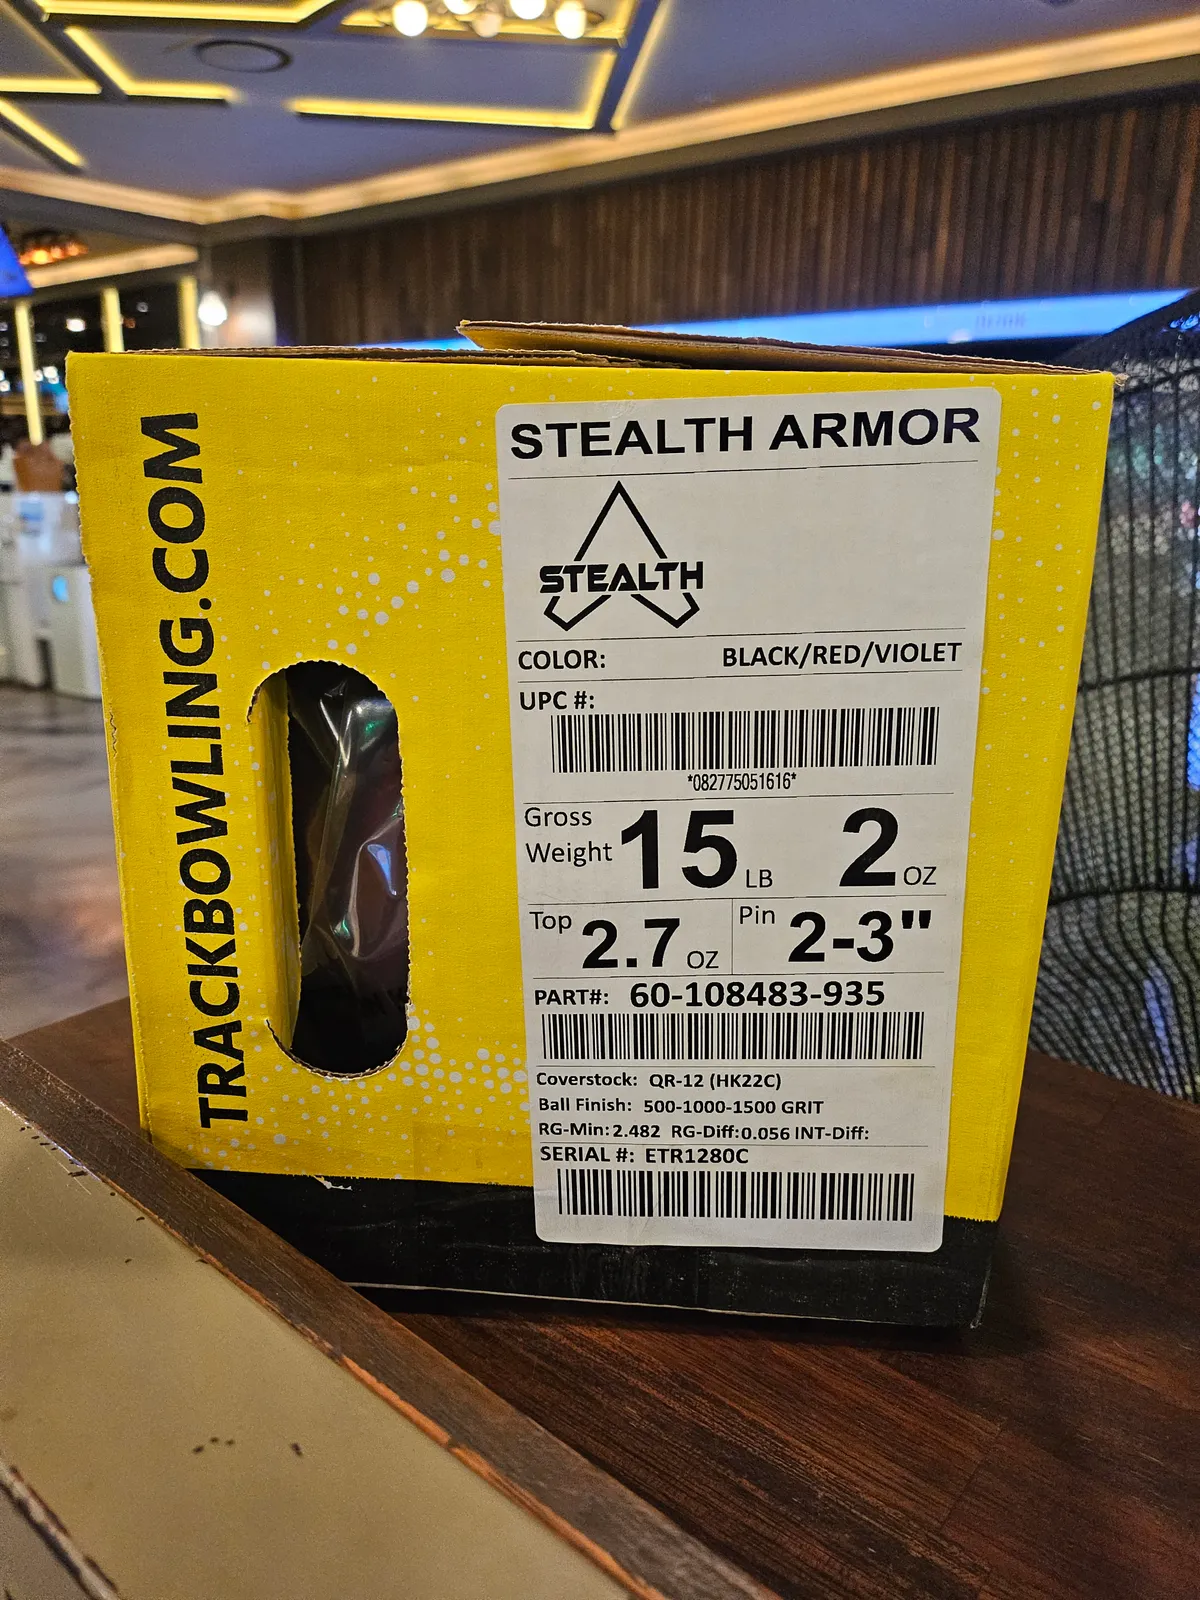 TRACKBOWLING.COM
STEALTH ARMOR
STEALTH
COLOR: BLACK/RED/VIOLET
UPC #:
*082775051616*
Gross Weight 15 LB 2 OZ
Top 2.7 OZ Pin 2-3"
PART#: 60-108483-935
Coverstock: QR-12 (HK22C)
Ball Finish: 500-1000-1500 GRIT
RG-Min: 2.482 RG-Diff: 0.056 INT-Diff:
SERIAL #: ETR1280C